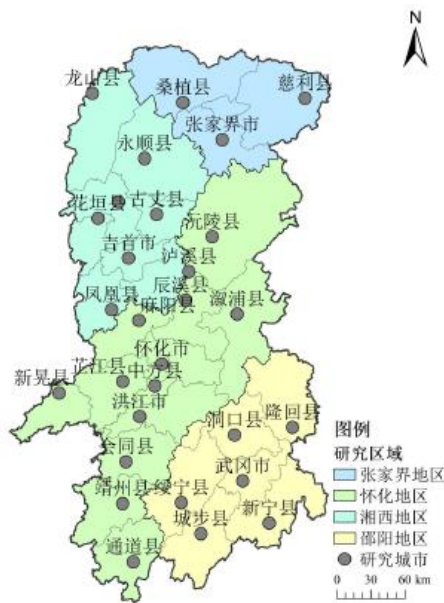 N
龙山县
桑植县
慈利县
张家界市
永顺县
花垣县
古丈县
沅陵县
吉首市
泸溪县
辰溪县
凤凰县
麻阳县
溆浦县
怀化市
芷江县
中方县
新晃县
洪江市
洞口县
隆回县
会同县
武冈市
靖州县
绥宁县
新宁县
城步县
通道县
图例
研究区域
张家界地区
怀化地区
湘西地区
邵阳地区
研究城市
0 30 60 km